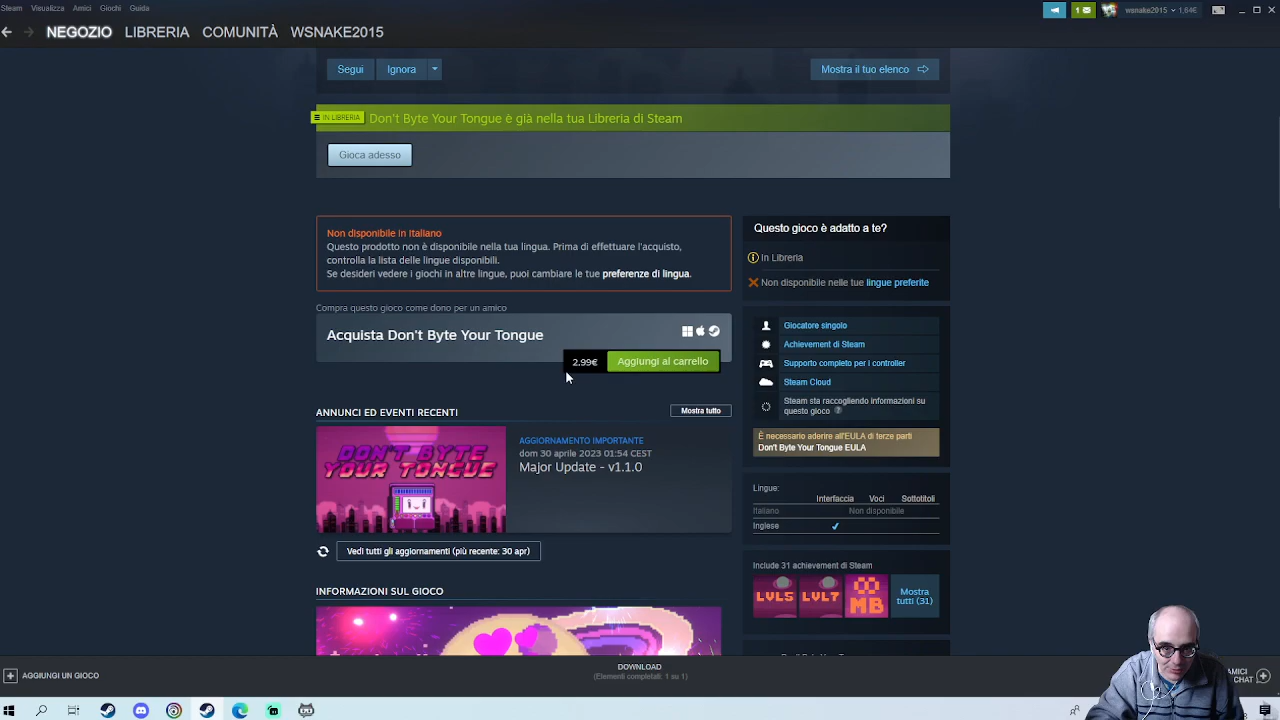 Steam Visualizza Amici Giochi Guida
1
wsnake2015 1,64€
NEGOZIO LIBRERIA COMUNITÀ WSNAKE2015
Segui Ignora
Mostra il tuo elenco
IN LIBRERIA
Don't Byte Your Tongue è già nella tua Libreria di Steam
Gioca adesso
Non disponibile in Italiano
Questo prodotto non è disponibile nella tua lingua. Prima di effettuare l'acquisto,
controlla la lista delle lingue disponibili.
Se desideri vedere i giochi in altre lingue, puoi cambiare le tue preferenze di lingua.
Compra questo gioco come dono per un amico
Acquista Don't Byte Your Tongue
2,99€ Aggiungi al carrello
ANNUNCI ED EVENTI RECENTI
Mostra tutto
DON'T BYTE
YOUR TONGUE
AGGIORNAMENTO IMPORTANTE
dom 30 aprile 2023 01:54 CEST
Major Update - v1.1.0
Vedi tutti gli aggiornamenti (più recente: 30 apr)
INFORMAZIONI SUL GIOCO
Questo gioco è adatto a te?
In Libreria
Non disponibile nelle tue lingue preferite
Giocatore singolo
Achievement di Steam
Supporto completo per i controller
Steam Cloud
Steam sta raccogliendo informazioni su
questo gioco ?
È necessario aderire all'EULA di terze parti
Don't Byte Your Tongue EULA
Lingue:
Interfaccia Voci Sottotitoli
Italiano Non disponibile
Inglese ✔
Include 31 achievement di Steam
LVL5
LVL7
MB
Mostra
tutti (31)
AGGIUNGI UN GIOCO
DOWNLOAD
(Elementi completati: 1 su 1)
AMICI
CHAT